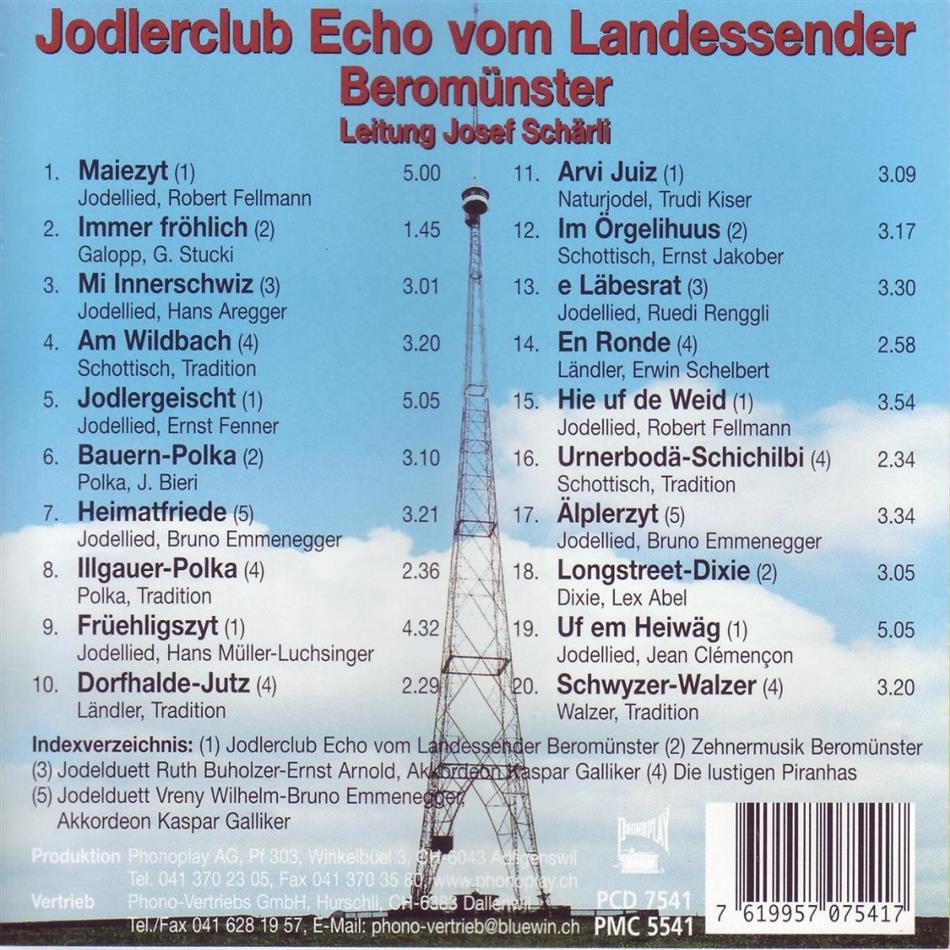 Jodlerclub Echo vom Landessender
Beromünster
Leitung Josef Schärli
1. Maiezyt (1) 5.00
Jodellied, Robert Fellmann
2. Immer fröhlich (2) 1.45
Galopp, G. Stucki
3. Mi Innerschwiz (3) 3.01
Jodellied, Hans Aregger
4. Am Wildbach (4) 3.20
Schottisch, Tradition
5. Jodlergeischt (1) 5.05
Jodellied, Ernst Fenner
6. Bauern-Polka (2) 3.10
Polka, J. Bieri
7. Heimatfriede (5) 3.21
Jodellied, Bruno Emmenegger
8. Illgauer-Polka (4) 2.36
Polka, Tradition
9. Früehligszyt (1) 4.32
Jodellied, Hans Müller-Luchsinger
10. Dorfhalde-Jutz (4) 2.29
Ländler, Tradition
11. Arvi Juiz (1) 3.09
Naturjodel, Trudi Kiser
12. Im Örgelihuus (2) 3.17
Schottisch, Ernst Jakober
13. e Läbesrat (3) 3.30
Jodellied, Ruedi Renggli
14. En Ronde (4) 2.58
Ländler, Erwin Schelbert
15. Hie uf de Weid (1) 3.54
Jodellied, Robert Fellmann
16. Urnerbodä-Schichilbi (4) 2.34
Schottisch, Tradition
17. Älplerzyt (5) 3.34
Jodellied, Bruno Emmenegger
18. Longstreet-Dixie (2) 3.05
Dixie, Lex Abel
19. Uf em Heiwäg (1) 5.05
Jodellied, Jean Clémençon
20. Schwyzer-Walzer (4) 3.20
Walzer, Tradition
Indexverzeichnis: (1) Jodlerclub Echo vom Landessender Beromünster (2) Zehnermusik Beromünster
(3) Jodelduett Ruth Buholzer-Ernst Arnold, Akkordeon Kaspar Galliker (4) Die lustigen Piranhas
(5) Jodelduett Vreny Wilhelm-Bruno Emmenegger,
Akkordeon Kaspar Galliker
Produktion Phonoplay AG, Pf 303, Winkelbüel 3, CH-6043 Adligenswil
Tel. 041 370 23 05, Fax 041 370 35 80, www.phonoplay.ch
Vertrieb Phono-Vertriebs GmbH, Hurschli, CH-6383 Dallenwil
Tel./Fax 041 628 19 57, E-Mail: phono-vertrieb@bluewin.ch
PHONOPLAY
PCD 7541
PMC 5541
7 619957 075417